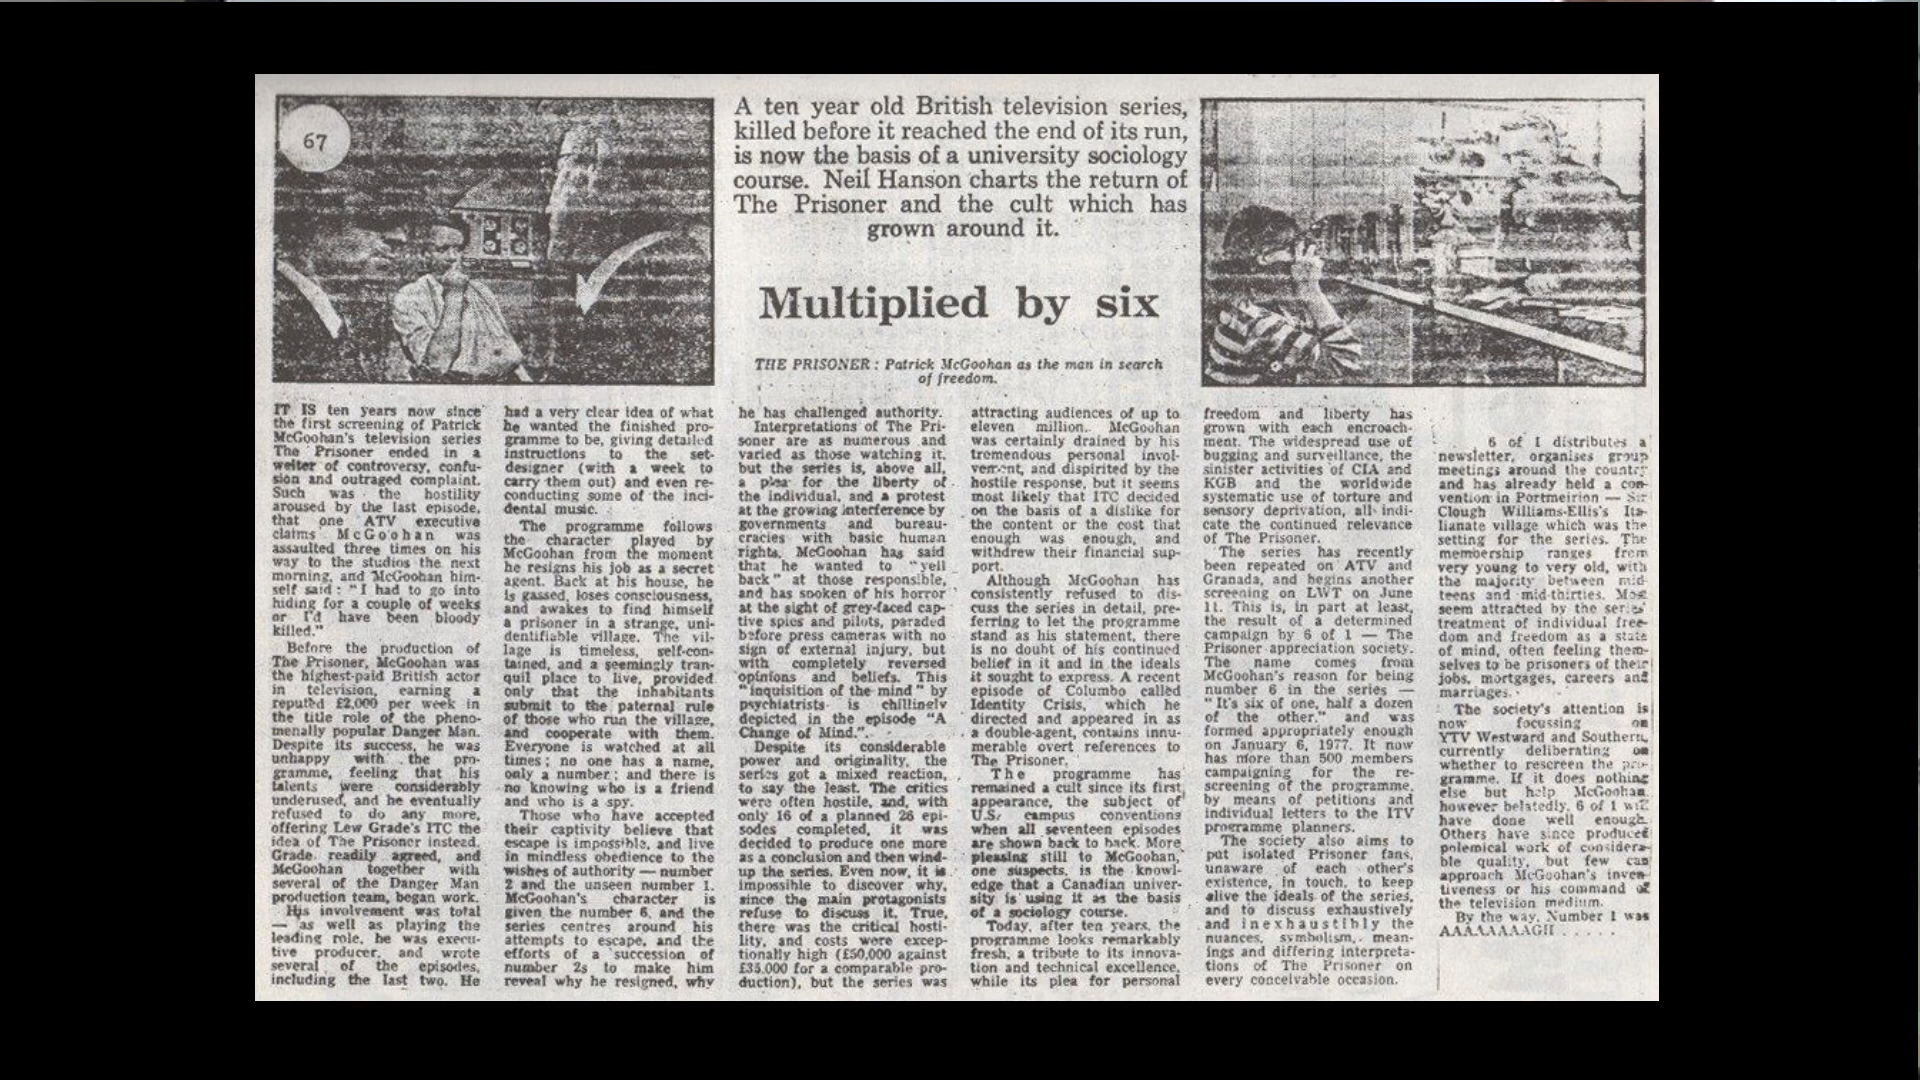 67
A ten year old British television series,
killed before it reached the end of its run,
is now the basis of a university sociology
course. Neil Hanson charts the return of
The Prisoner and the cult which has
grown around it.
Multiplied by six
THE PRISONER : Patrick McGoohan as the man in search
of freedom.
IT IS ten years now since
the first screening of Patrick
McGoohan's television series
The Prisoner ended in a
welter of controversy, confu-
sion and outraged complaint.
Such was the hostility
aroused by the last episode,
that one ATV executive
claims McGoohan was
assaulted three times on his
way to the studios the next
morning, and McGoohan him-
self said : "I had to go into
hiding for a couple of weeks
or I'd have been bloody
killed."
Before the production of
The Prisoner, McGoohan was
the highest-paid British actor
in television, earning a
reputed £2,000 per week in
the title role of the pheno-
menally popular Danger Man.
Despite its success, he was
unhappy with the pro-
gramme, feeling that his
talents were considerably
underused, and he eventually
refused to do any more,
offering Lew Grade's ITC the
idea of The Prisoner instead.
Grade readily agreed, and
McGoohan together with
several of the Danger Man
production team, began work.
His involvement was total
— as well as playing the
leading role, he was execu-
tive producer, and wrote
several of the episodes,
including the last two. He
had a very clear idea of what
he wanted the finished pro-
gramme to be, giving detailed
instructions to the set-
designer (with a week to
carry them out) and even re-
conducting some of the inci-
dental music.
The programme follows
the character played by
McGoohan from the moment
he resigns his job as a secret
agent. Back at his house, he
is gassed, loses consciousness,
and awakes to find himself
a prisoner in a strange, uni-
dentifiable village. The vil-
lage is timeless, self-con-
tained, and a seemingly tran-
quil place to live, provided
only that the inhabitants
submit to the paternal rule
of those who run the village,
and cooperate with them.
Everyone is watched at all
times ; no one has a name,
only a number ; and there is
no knowing who is a friend
and who is a spy.
Those who have accepted
their captivity believe that
escape is impossible, and live
in mindless obedience to the
wishes of authority — number
2 and the unseen number 1.
McGoohan's character is
given the number 6, and the
series centres around his
attempts to escape, and the
efforts of a succession of
number 2s to make him
reveal why he resigned, why
he has challenged authority.
Interpretations of The Pri-
soner are as numerous and
varied as those watching it,
but the series is, above all,
a plea for the liberty of
the individual, and a protest
at the growing interference by
governments and bureau-
cracies with basic human
rights. McGoohan has said
that he wanted to "yell
back" at those responsible,
and has spoken of his horror
at the sight of grey-faced cap-
tive spies and pilots, paraded
before press cameras with no
sign of external injury, but
with completely reversed
opinions and beliefs. This
"inquisition of the mind" by
psychiatrists is chillingly
depicted in the episode "A
Change of Mind.".
Despite its considerable
power and originality, the
series got a mixed reaction,
to say the least. The critics
were often hostile, and, with
only 16 of a planned 26 epi-
sodes completed, it was
decided to produce one more
as a conclusion and then wind-
up the series. Even now, it is
impossible to discover why,
since the main protagonists
refuse to discuss it. True,
there was the critical hosti-
lity, and costs were excep-
tionally high (£50,000 against
£35,000 for a comparable pro-
duction), but the series was
attracting audiences of up to
eleven million. McGoohan
was certainly drained by his
tremendous personal invol-
vement, and dispirited by the
hostile response, but it seems
most likely that ITC decided
on the basis of a dislike for
the content or the cost that
enough was enough, and
withdrew their financial sup-
port.
Although McGoohan has
consistently refused to dis-
cuss the series in detail, pre-
ferring to let the programme
stand as his statement, there
is no doubt of his continued
belief in it and in the ideals
it sought to express. A recent
episode of Columbo called
Identity Crisis, which he
directed and appeared in as
a double-agent, contains innu-
merable overt references to
The Prisoner.
The programme has
remained a cult since its first
appearance, the subject of
U.S. campus conventions
when all seventeen episodes
are shown back to back. More
pleasing still to McGoohan,
one suspects, is the knowl-
edge that a Canadian univer-
sity is using it as the basis
of a sociology course.
Today, after ten years, the
programme looks remarkably
fresh, a tribute to its innova-
tion and technical excellence,
while its plea for personal
freedom and liberty has
grown with each encroach-
ment. The widespread use of
bugging and surveillance, the
sinister activities of CIA and
KGB and the worldwide
systematic use of torture and
sensory deprivation, all indi-
cate the continued relevance
of The Prisoner.
The series has recently
been repeated on ATV and
Granada, and begins another
screening on LWT on June
11. This is, in part at least,
the result of a determined
campaign by 6 of 1 — The
Prisoner appreciation society.
The name comes from
McGoohan's reason for being
number 6 in the series —
"It's six of one, half a dozen
of the other," and was
formed appropriately enough
on January 6, 1977. It now
has more than 500 members
campaigning for the re-
screening of the programme,
by means of petitions and
individual letters to the ITV
programme planners.
The society also aims to
put isolated Prisoner fans,
unaware of each other's
existence, in touch, to keep
alive the ideals of the series,
and to discuss exhaustively
and inexhaustibly the
nuances, symbolism, mean-
ings and differing interpreta-
tions of The Prisoner on
every conceivable occasion.
6 of 1 distributes a
newsletter, organises group
meetings around the country
and has already held a con-
vention in Portmeirion — Sir
Clough Williams-Ellis's Ita-
lianate village which was the
setting for the series. The
membership ranges from
very young to very old, with
the majority between mid-
teens and mid-thirties. Most
seem attracted by the series'
treatment of individual free-
dom and freedom as a state
of mind, often feeling them-
selves to be prisoners of their
jobs, mortgages, careers and
marriages.
The society's attention is
now focussing on
YTV Westward and Southern,
currently deliberating on
whether to rescreen the pro-
gramme. If it does nothing
else but help McGoohan,
however belatedly, 6 of 1 will
have done well enough.
Others have since produced
polemical work of considera-
ble quality, but few can
approach McGoohan's inven-
tiveness or his command of
the television medium.
By the way, Number 1 was
AAAAAAAAGH . . . . .